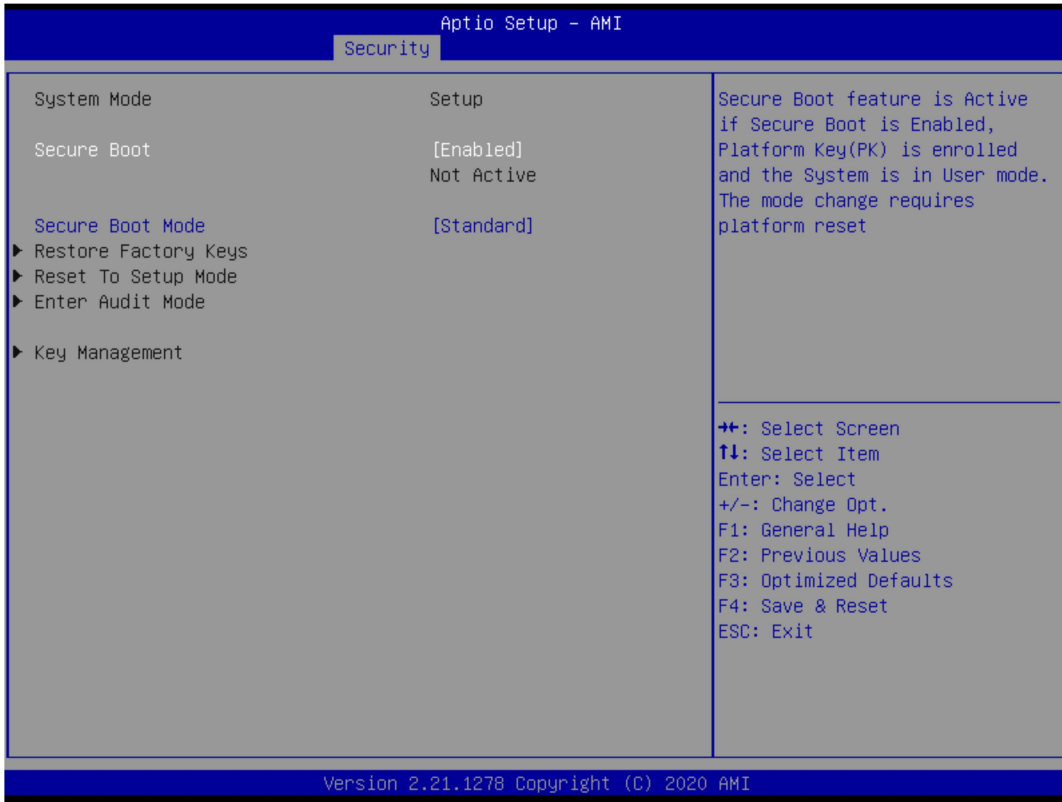 Aptio Setup – AMI
Security
System Mode Setup
Secure Boot [Enabled]
Not Active
Secure Boot Mode [Standard]
▶ Restore Factory Keys
▶ Reset To Setup Mode
▶ Enter Audit Mode
▶ Key Management
Secure Boot feature is Active
if Secure Boot is Enabled,
Platform Key(PK) is enrolled
and the System is in User mode.
The mode change requires
platform reset
→←: Select Screen
↑↓: Select Item
Enter: Select
+/-: Change Opt.
F1: General Help
F2: Previous Values
F3: Optimized Defaults
F4: Save & Reset
ESC: Exit
Version 2.21.1278 Copyright (C) 2020 AMI